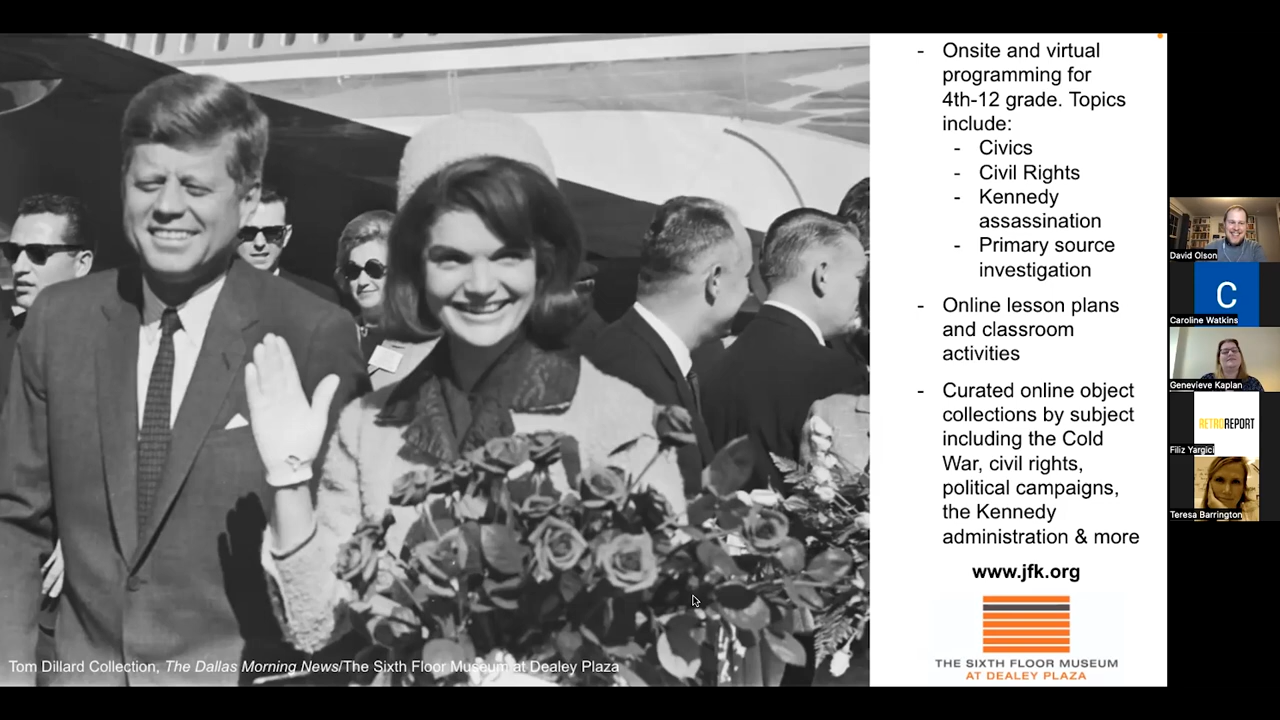 - Onsite and virtual
programming for
4th-12 grade. Topics
include:
- Civics
- Civil Rights
- Kennedy
assassination
- Primary source
investigation
- Online lesson plans
and classroom
activities
- Curated online object
collections by subject
including the Cold
War, civil rights,
political campaigns,
the Kennedy
administration & more
www.jfk.org
THE SIXTH FLOOR MUSEUM
AT DEALEY PLAZA
Tom Dillard Collection, The Dallas Morning News/The Sixth Floor Museum at Dealey Plaza
David Olson
C
Caroline Watkins
Genevieve Kaplan
RETROREPORT
Filiz Yargici
Teresa Barrington